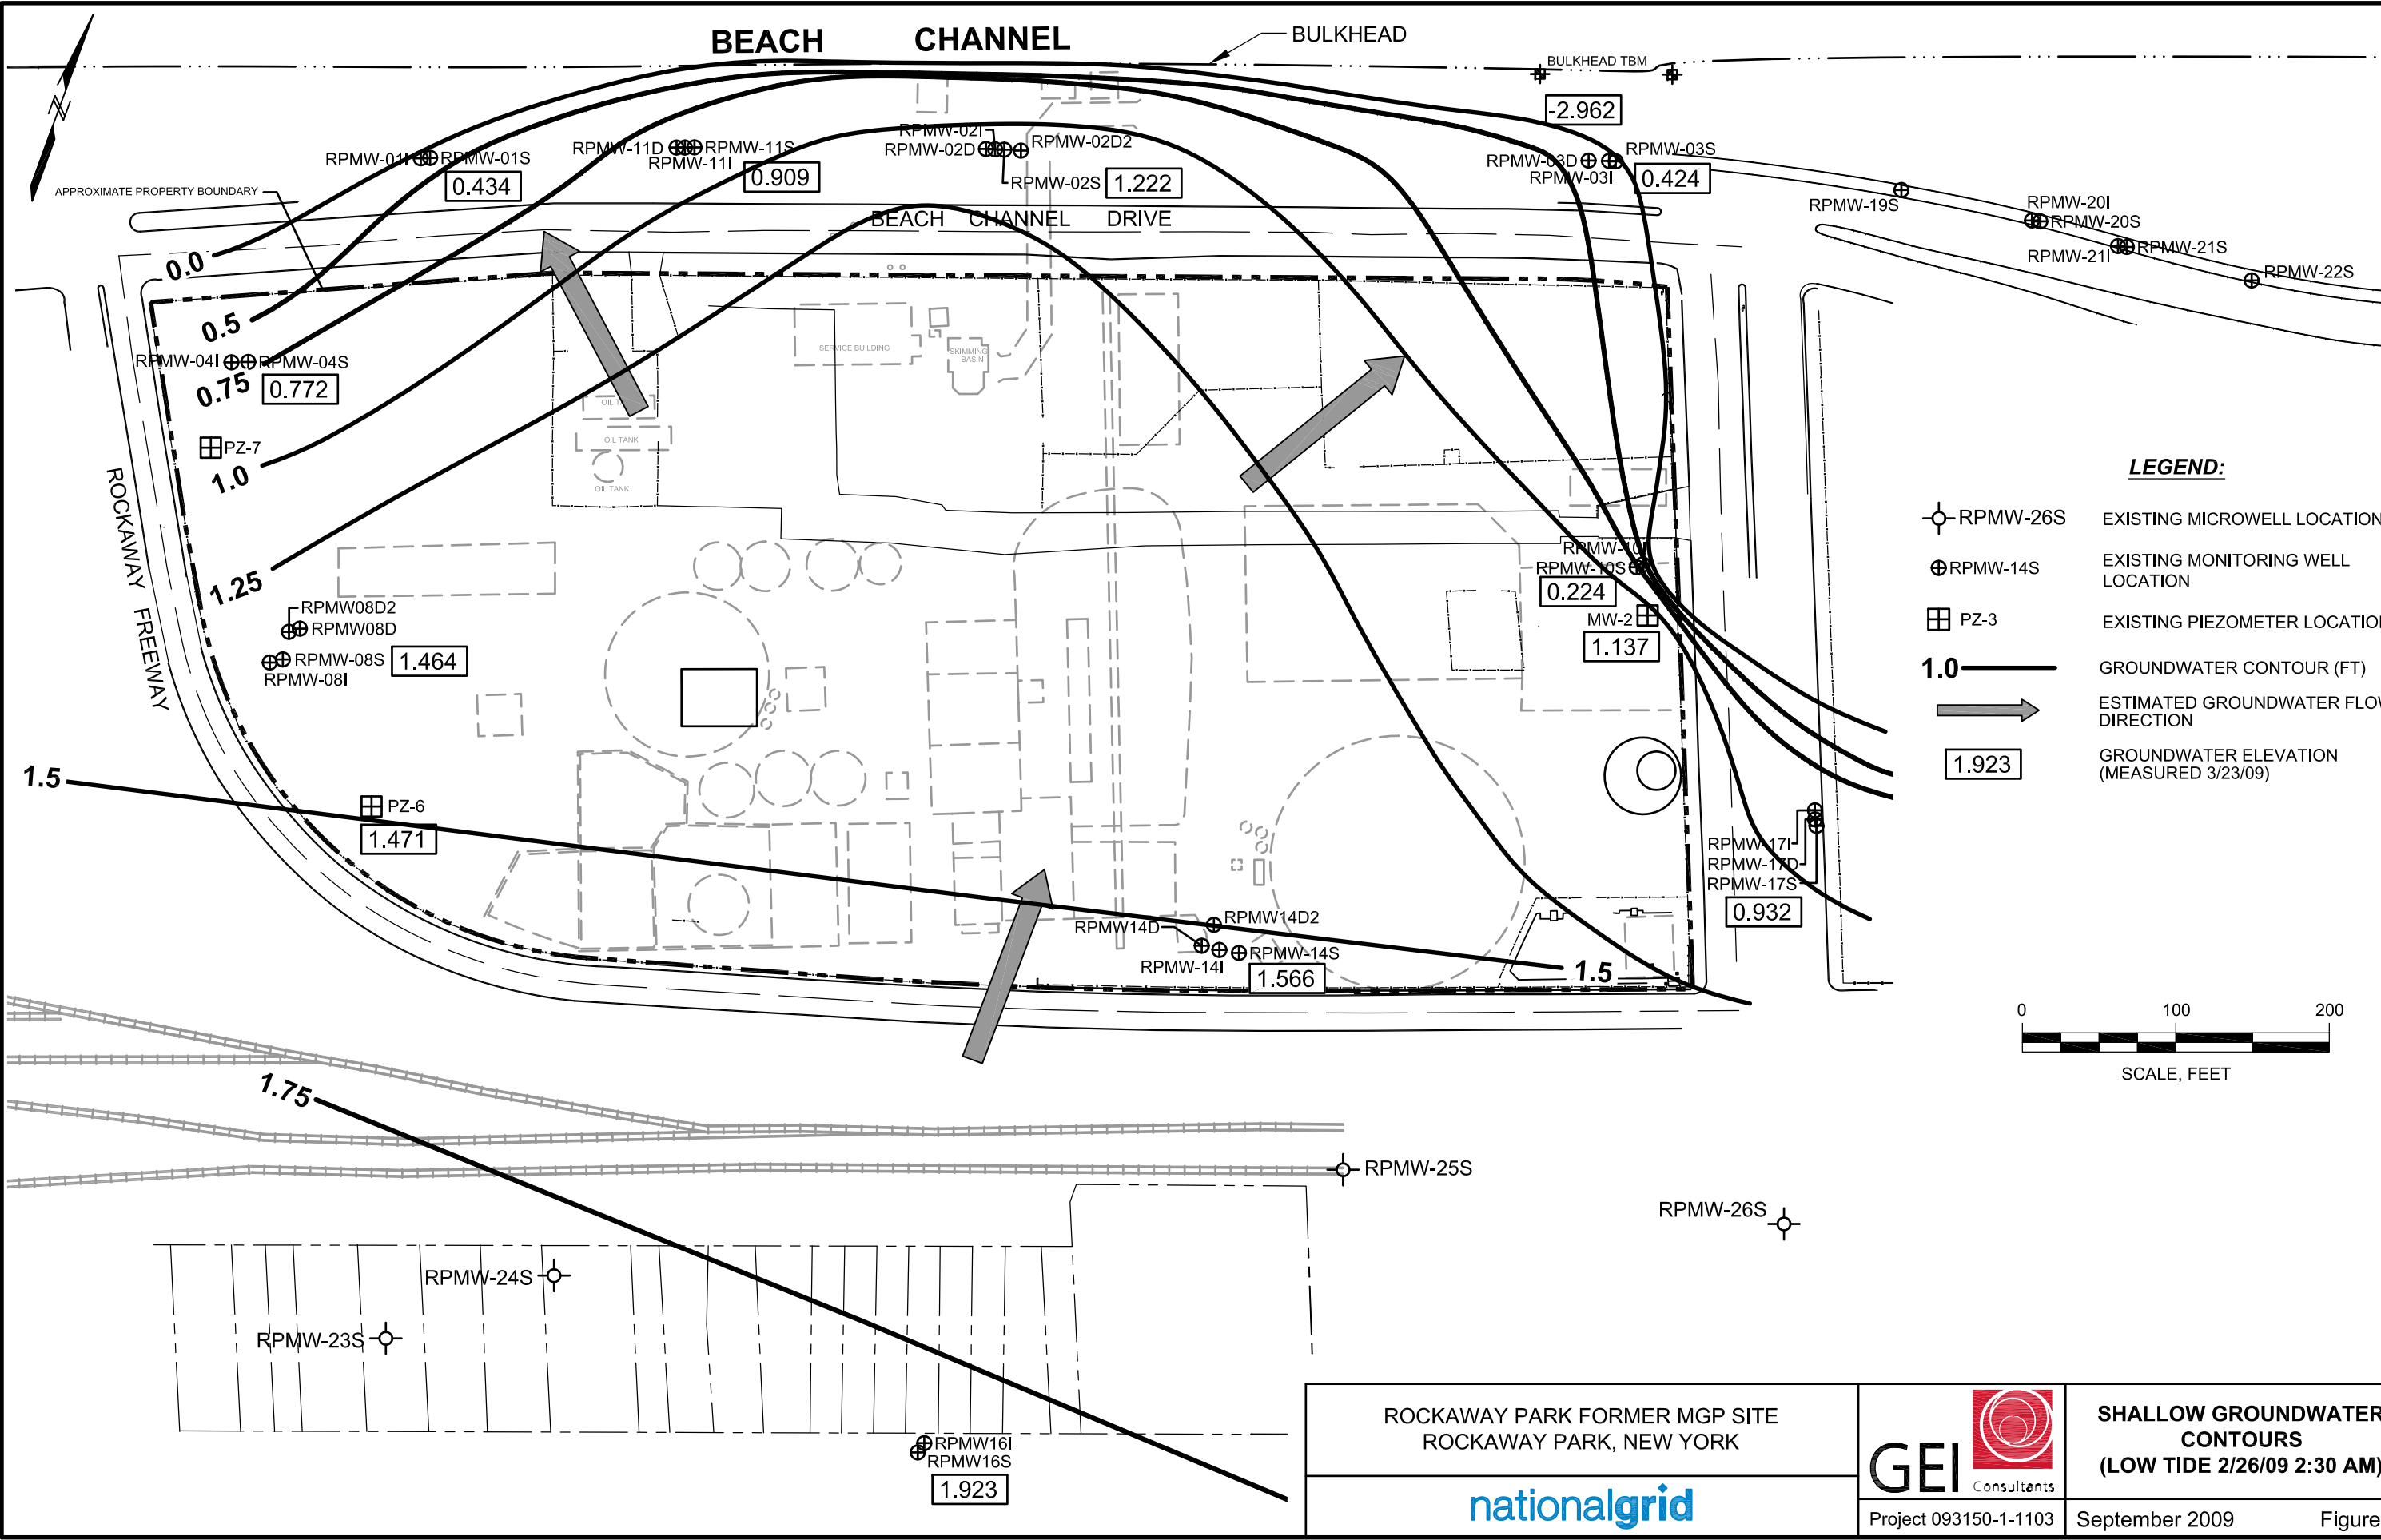 BEACH CHANNEL
BULKHEAD
BULKHEAD TBM
-2.962
RPMW-01I
RPMW-01S
0.434
RPMW-11D
RPMW-11S
RPMW-11I
0.909
RPMW-02I
RPMW-02D
RPMW-02D2
RPMW-02S
1.222
RPMW-03D
RPMW-03S
RPMW-03I
0.424
APPROXIMATE PROPERTY BOUNDARY
BEACH CHANNEL DRIVE
RPMW-19S
RPMW-20I
RPMW-20S
RPMW-21I
RPMW-21S
RPMW-22S
0.0
0.5
RPMW-04I
RPMW-04S
0.75
0.772
PZ-7
1.0
1.25
SERVICE BUILDING
SKIMMING
BASIN
OIL TANK
OIL TANK
ROCKAWAY FREEWAY
RPMW08D2
RPMW08D
RPMW-08S
1.464
RPMW-08I
RPMW-10I
RPMW-10S
0.224
MW-2
1.137
1.5
PZ-6
1.471
RPMW14D2
RPMW14D
RPMW-14S
RPMW-14I
1.566
1.5
RPMW-17I
RPMW-17D
RPMW-17S
0.932
1.75
RPMW-25S
RPMW-26S
RPMW-24S
RPMW-23S
RPMW16I
RPMW16S
1.923
LEGEND:
RPMW-26S EXISTING MICROWELL LOCATION
RPMW-14S EXISTING MONITORING WELL
LOCATION
PZ-3 EXISTING PIEZOMETER LOCATION
1.0 GROUNDWATER CONTOUR (FT)
ESTIMATED GROUNDWATER FLOW
DIRECTION
1.923 GROUNDWATER ELEVATION
(MEASURED 3/23/09)
0 100 200
SCALE, FEET
ROCKAWAY PARK FORMER MGP SITE
ROCKAWAY PARK, NEW YORK
nationalgrid
GEI
Consultants
Project 093150-1-1103
SHALLOW GROUNDWATER
CONTOURS
(LOW TIDE 2/26/09 2:30 AM)
September 2009 Figure